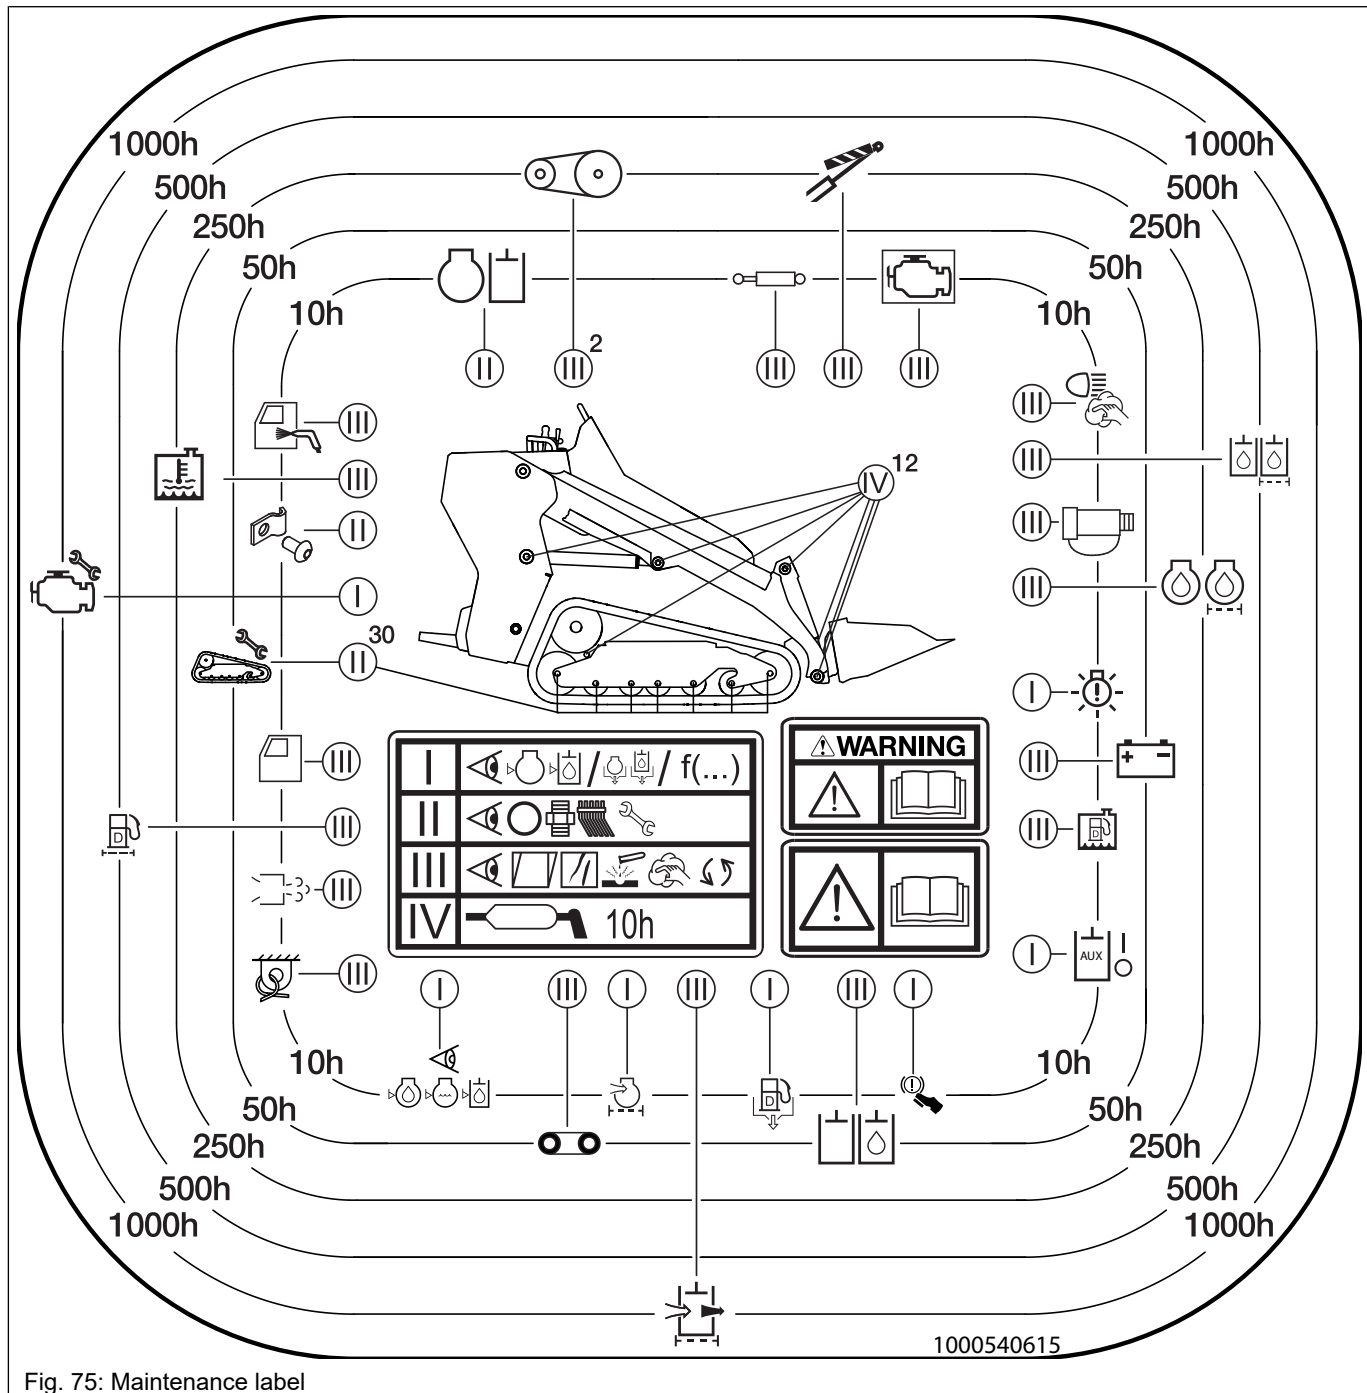 1000h 1000h
500h 500h
250h 250h
50h 50h
10h 10h
2
II III III III III
III III
12
IV
III III
III III
II
I III
30
II
I
WARNING
I f(...)
III III
II
D III III D
III
III
IV 10h
I AUX
III
I III I III I III I
10h 10h
D
50h 50h
250h 250h
500h 500h
1000h 1000h
1000540615
Fig. 75: Maintenance label